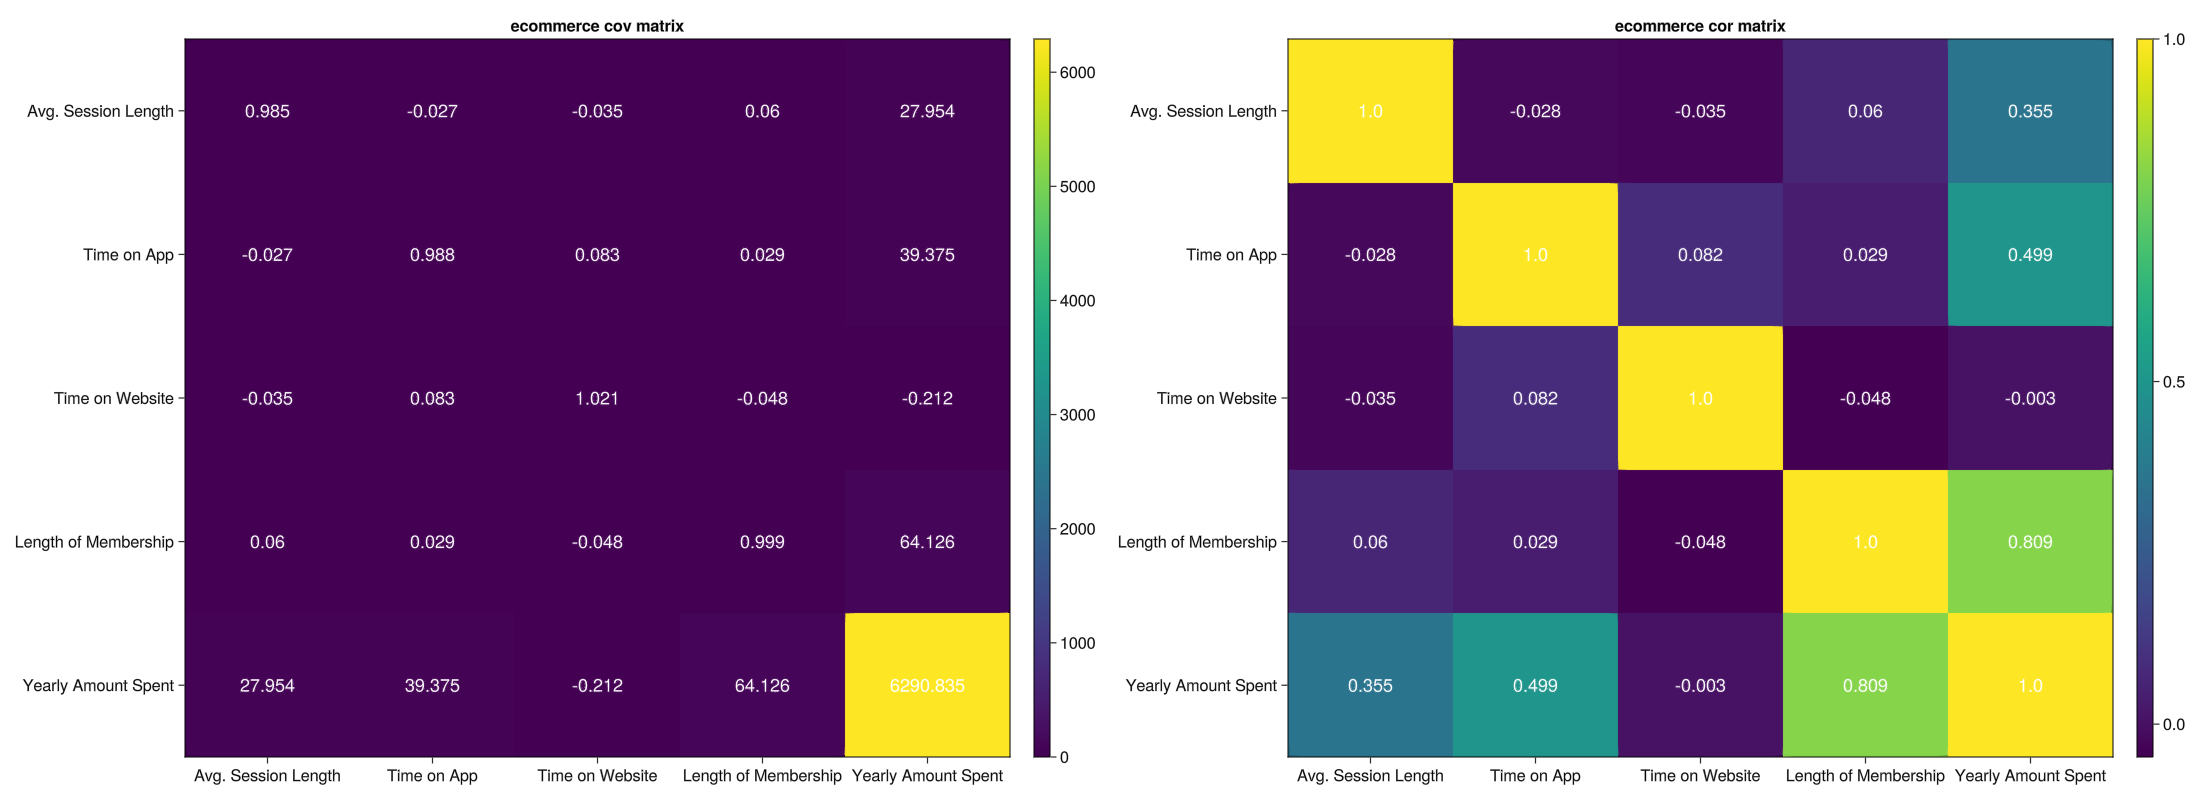 ecommerce cov matrix
Avg. Session Length 0.985 -0.027 -0.035 0.06 27.954
Time on App -0.027 0.988 0.083 0.029 39.375
Time on Website -0.035 0.083 1.021 -0.048 -0.212
Length of Membership 0.06 0.029 -0.048 0.999 64.126
Yearly Amount Spent 27.954 39.375 -0.212 64.126 6290.835
Avg. Session Length Time on App Time on Website Length of Membership Yearly Amount Spent
6000
5000
4000
3000
2000
1000
0
ecommerce cor matrix
Avg. Session Length 1.0 -0.028 -0.035 0.06 0.355
Time on App -0.028 1.0 0.082 0.029 0.499
Time on Website -0.035 0.082 1.0 -0.048 -0.003
Length of Membership 0.06 0.029 -0.048 1.0 0.809
Yearly Amount Spent 0.355 0.499 -0.003 0.809 1.0
Avg. Session Length Time on App Time on Website Length of Membership Yearly Amount Spent
1.0
0.5
0.0